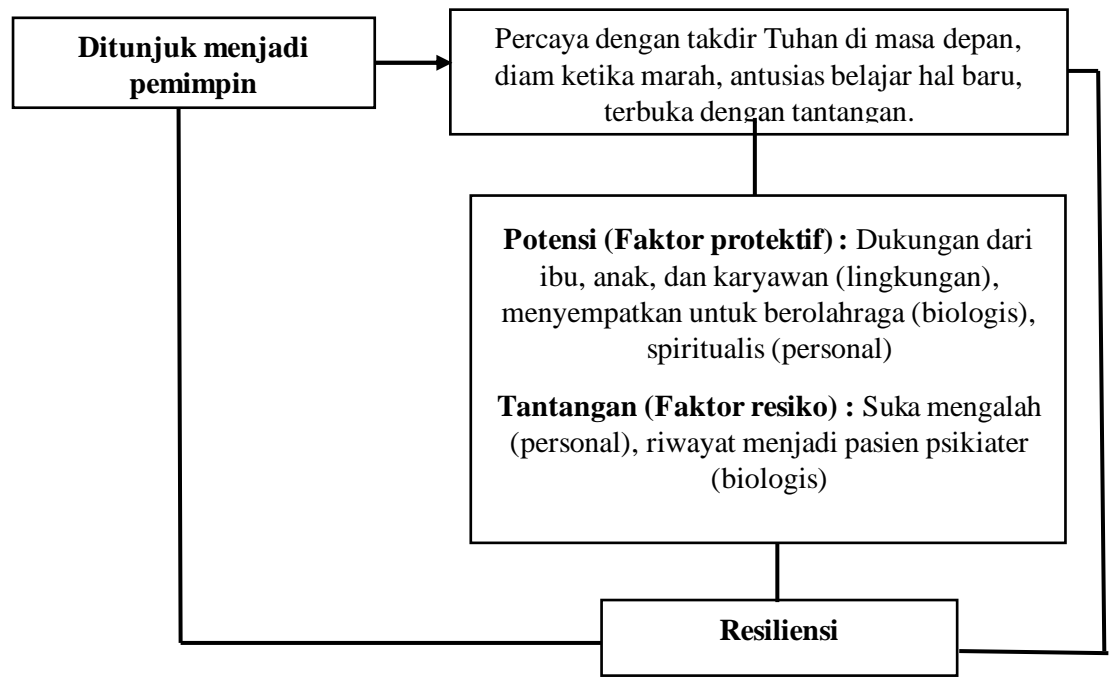 Ditunjuk menjadi
pemimpin
Percaya dengan takdir Tuhan di masa depan,
diam ketika marah, antusias belajar hal baru,
terbuka dengan tantangan.
Potensi (Faktor protektif) : Dukungan dari
ibu, anak, dan karyawan (lingkungan),
menyempatkan untuk berolahraga (biologis),
spiritualis (personal)
Tantangan (Faktor resiko) : Suka mengalah
(personal), riwayat menjadi pasien psikiater
(biologis)
Resiliensi